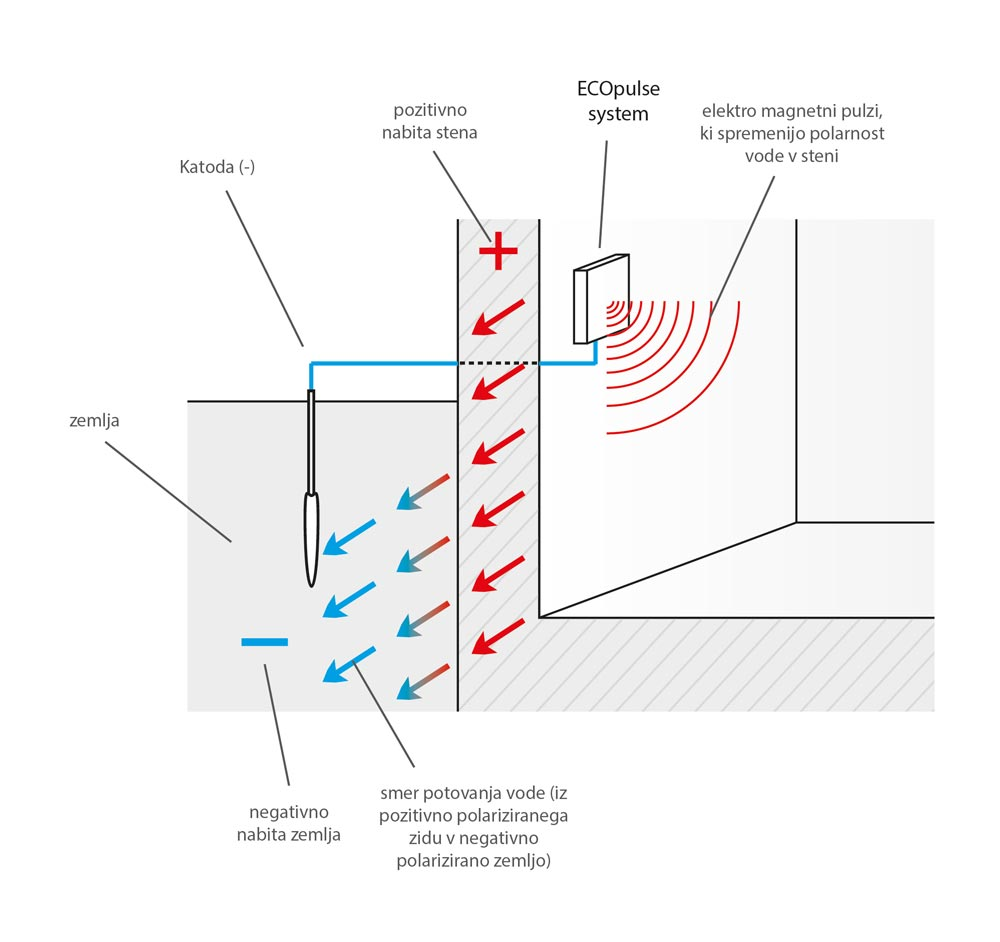 ECOpulse
system
pozitivno
nabita stena
elektro magnetni pulzi,
ki spremenijo polarnost
vode v steni
Katoda (-)
zemlja
negativno
nabita zemlja
smer potovanja vode (iz
pozitivno polariziranega
zidu v negativno
polarizirano zemljo)